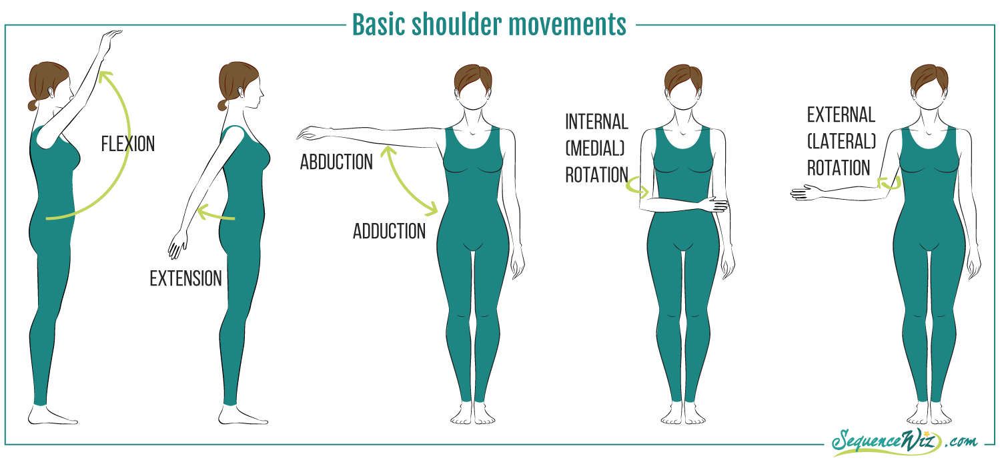 Basic shoulder movements
FLEXION
EXTENSION
ABDUCTION
ADDUCTION
INTERNAL
(MEDIAL)
ROTATION
EXTERNAL
(LATERAL)
ROTATION
SequenceWiz.com